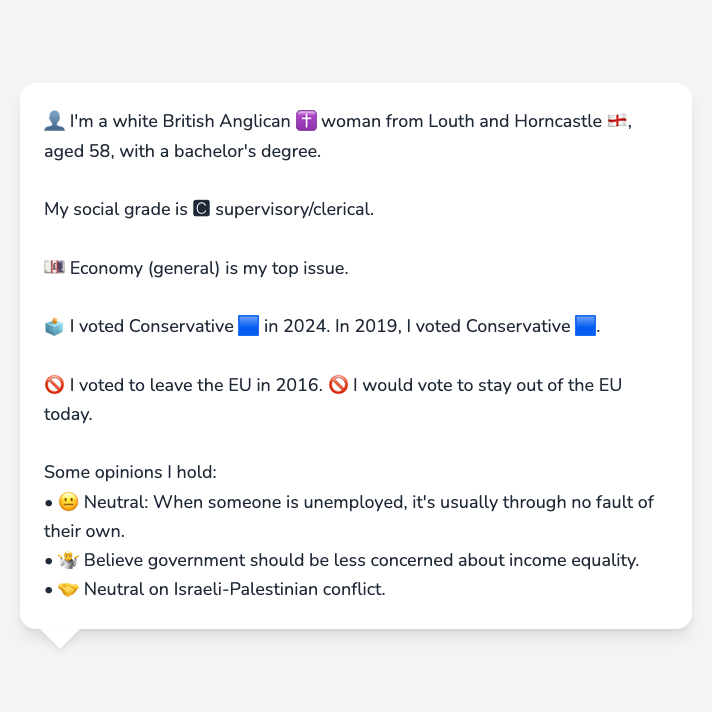 👤 I'm a white British Anglican ✝️ woman from Louth and Horncastle 🏴󠁧󠁢󠁥󠁮󠁧󠁿,
aged 58, with a bachelor's degree.
My social grade is 🅲 supervisory/clerical.
💷 Economy (general) is my top issue.
🗳️ I voted Conservative 🟦 in 2024. In 2019, I voted Conservative 🟦.
🚫 I voted to leave the EU in 2016. 🚫 I would vote to stay out of the EU
today.
Some opinions I hold:
• 😐 Neutral: When someone is unemployed, it's usually through no fault of
their own.
• 🤷 Believe government should be less concerned about income equality.
• 🤝 Neutral on Israeli-Palestinian conflict.